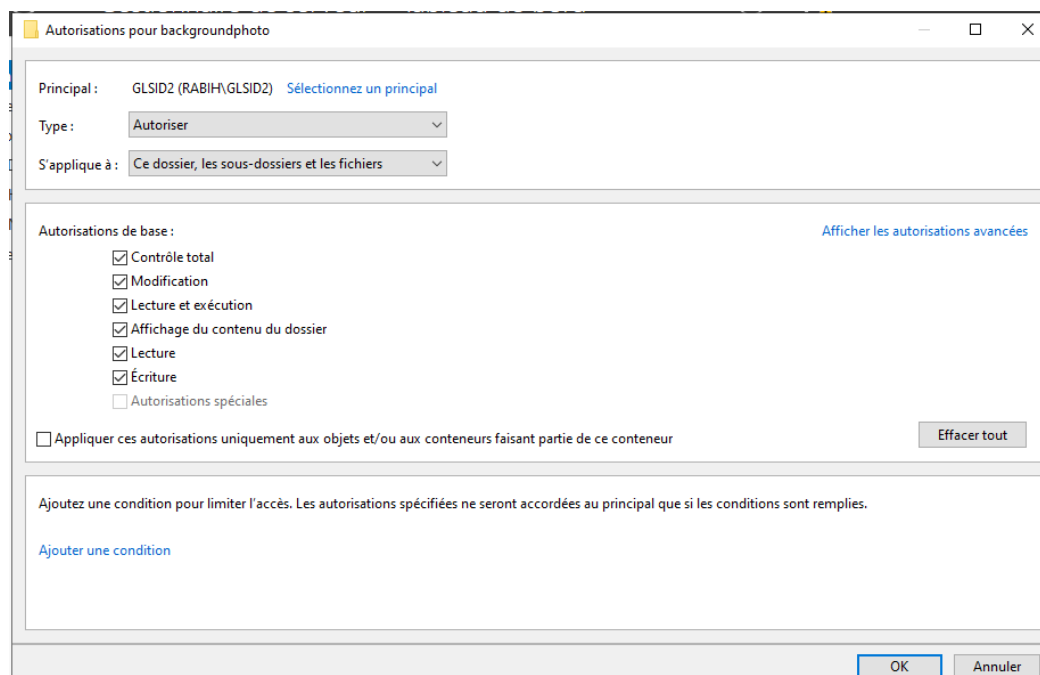 Autorisations pour backgroundphoto
Principal : GLSID2 (RABIH\GLSID2) Sélectionnez un principal
Type : Autoriser
S'applique à : Ce dossier, les sous-dossiers et les fichiers
Autorisations de base : Afficher les autorisations avancées
Contrôle total
Modification
Lecture et exécution
Affichage du contenu du dossier
Lecture
Écriture
Autorisations spéciales
Appliquer ces autorisations uniquement aux objets et/ou aux conteneurs faisant partie de ce conteneur Effacer tout
Ajoutez une condition pour limiter l'accès. Les autorisations spécifiées ne seront accordées au principal que si les conditions sont remplies.
Ajouter une condition
OK Annuler